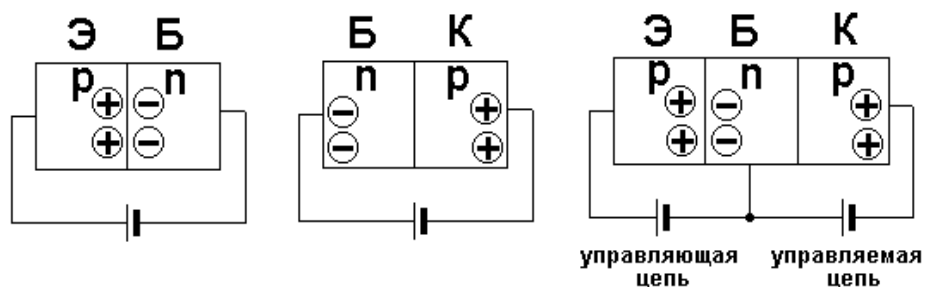 Э Б
p n
Б К
n p
Э Б К
p n p
управляющая
цепь
управляемая
цепь